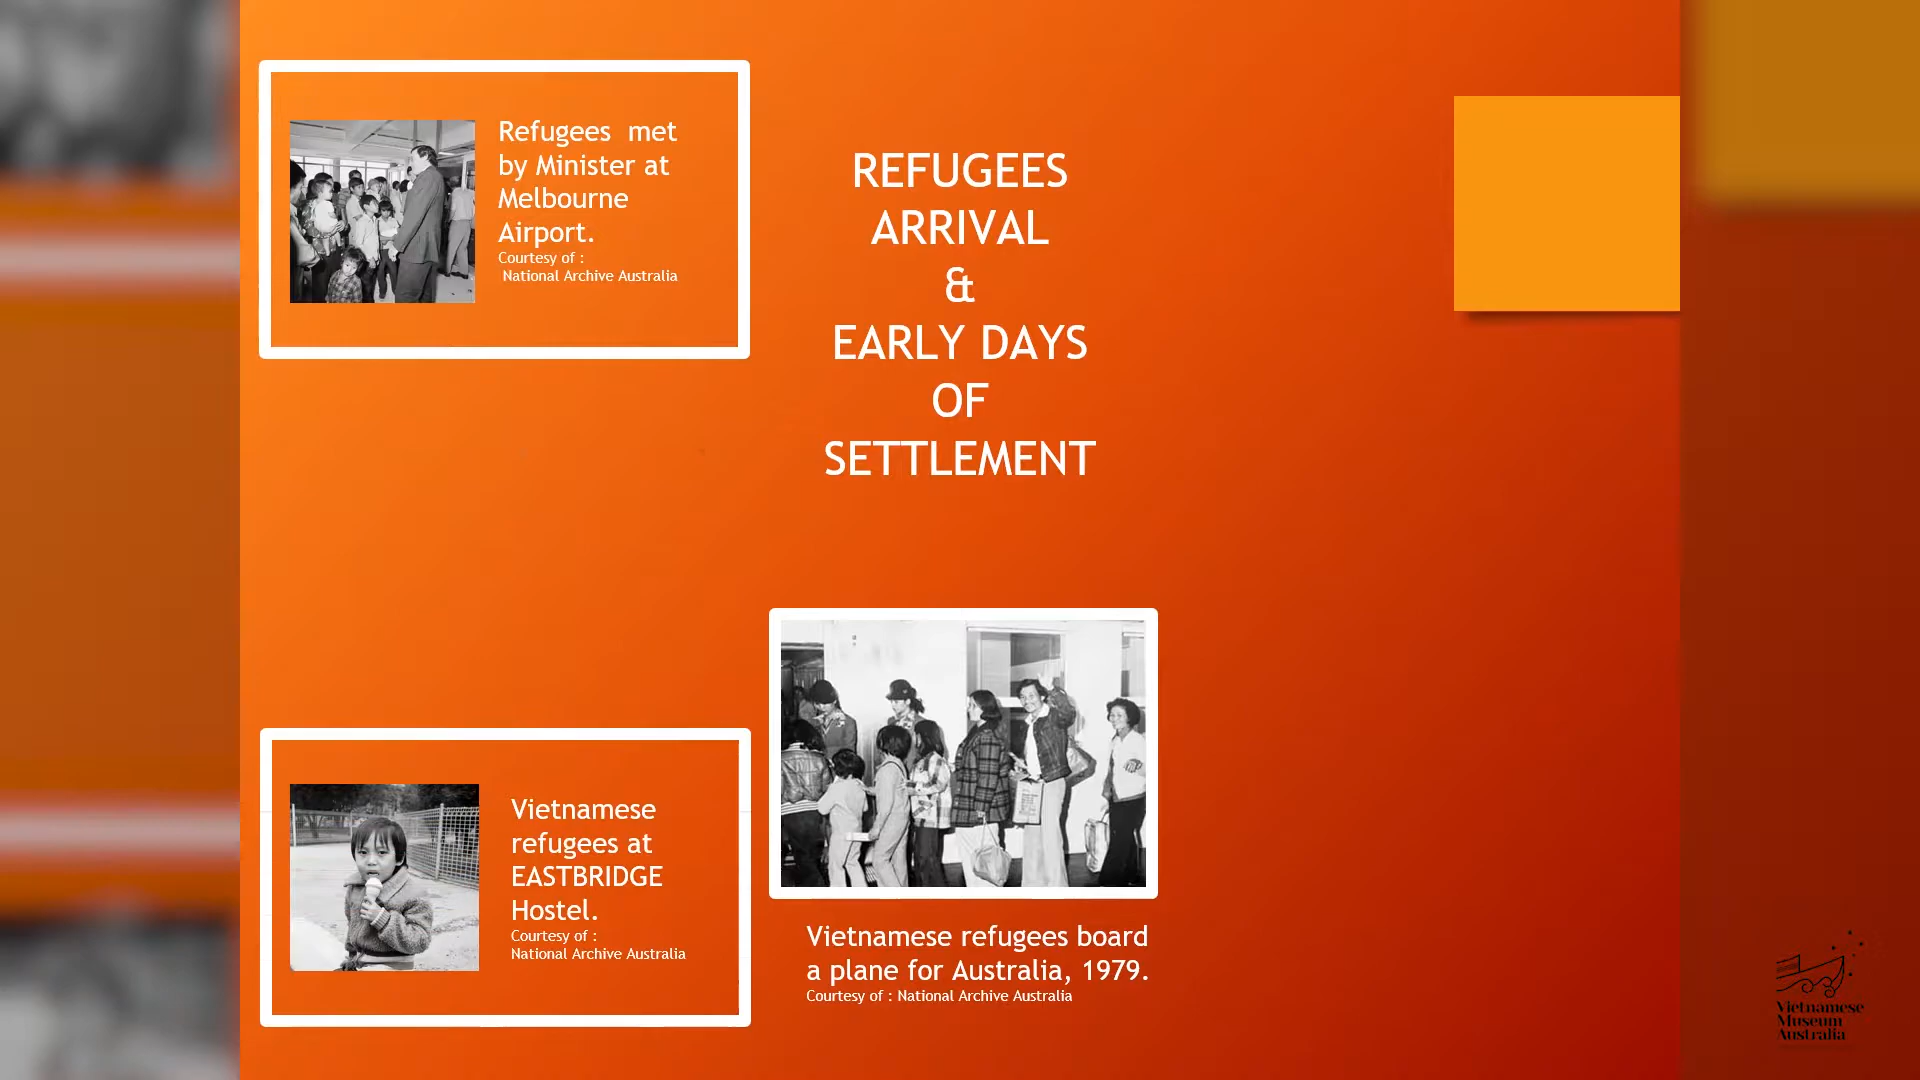 Refugees  met
by Minister at
Melbourne
Airport.
Courtesy of :
National Archive Australia
REFUGEES
ARRIVAL
&
EARLY DAYS
OF
SETTLEMENT
Vietnamese
refugees at
EASTBRIDGE
Hostel.
Courtesy of :
National Archive Australia
Vietnamese refugees board
a plane for Australia, 1979.
Courtesy of : National Archive Australia
Vietnamese
Museum
Australia